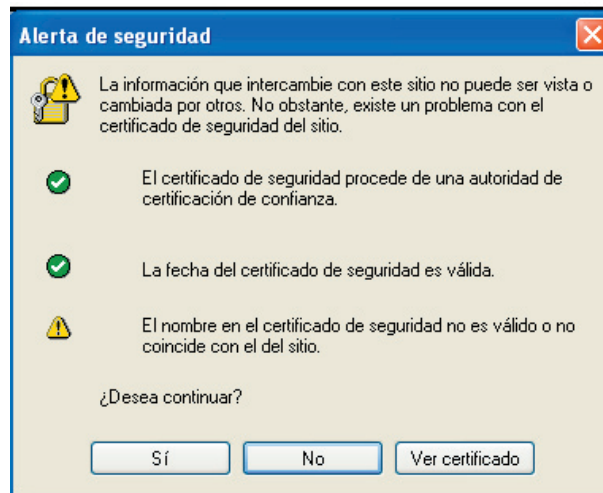 Alerta de seguridad
La información que intercambie con este sitio no puede ser vista o
cambiada por otros. No obstante, existe un problema con el
certificado de seguridad del sitio.
El certificado de seguridad procede de una autoridad de
certificación de confianza.
La fecha del certificado de seguridad es válida.
El nombre en el certificado de seguridad no es válido o no
coincide con el del sitio.
¿Desea continuar?
Sí No Ver certificado